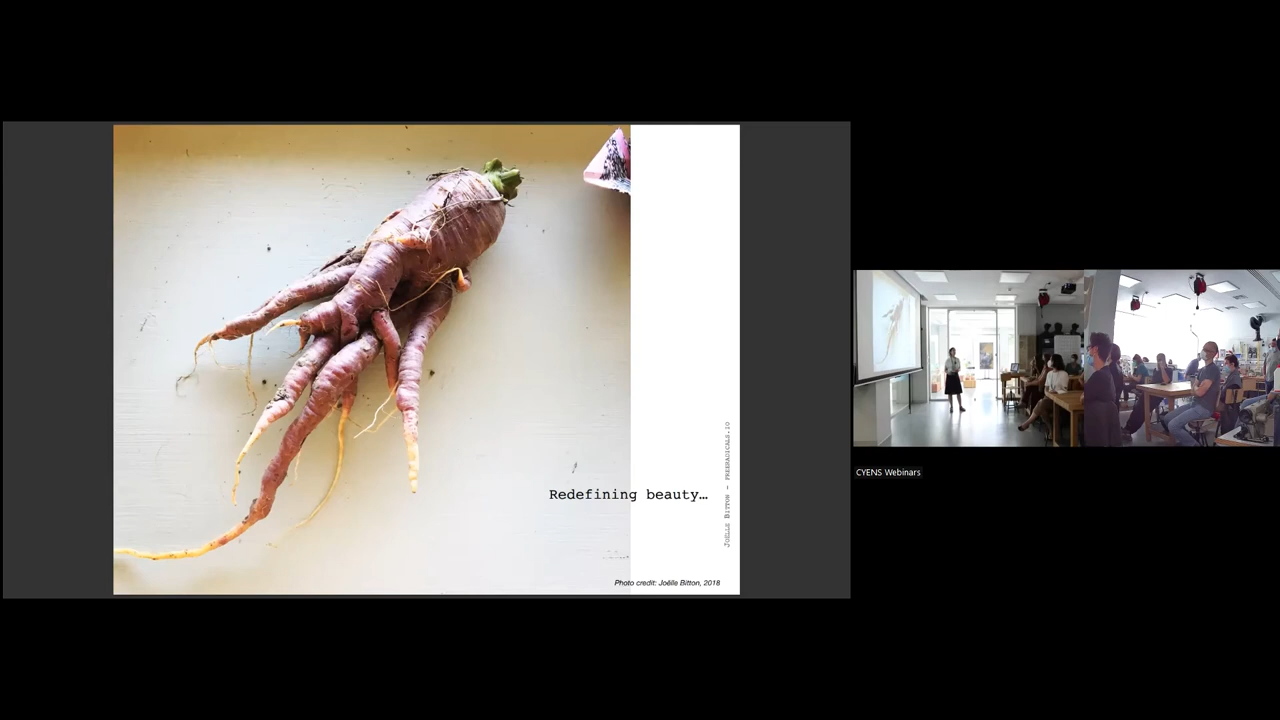 Redefining beauty…
JOËLLE BITTON – FREERADICALS.IO
Photo credit: Joëlle Bitton, 2018
CYENS Webinars